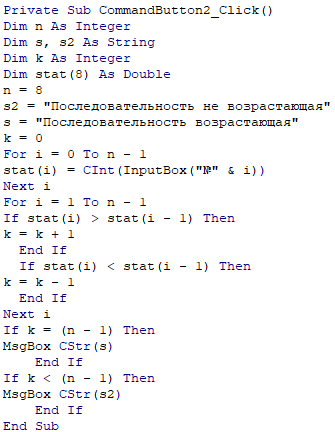 Private Sub CommandButton2_Click()
Dim n As Integer
Dim s, s2 As String
Dim k As Integer
Dim stat(8) As Double
n = 8
s2 = "Последовательность не возрастающая"
s = "Последовательность возрастающая"
k = 0
For i = 0 To n - 1
stat(i) = CInt(InputBox("№" & i))
Next i
For i = 1 To n - 1
If stat(i) > stat(i - 1) Then
k = k + 1
End If
If stat(i) < stat(i - 1) Then
k = k - 1
End If
Next i
If k = (n - 1) Then
MsgBox CStr(s)
End If
If k < (n - 1) Then
MsgBox CStr(s2)
End If
End Sub